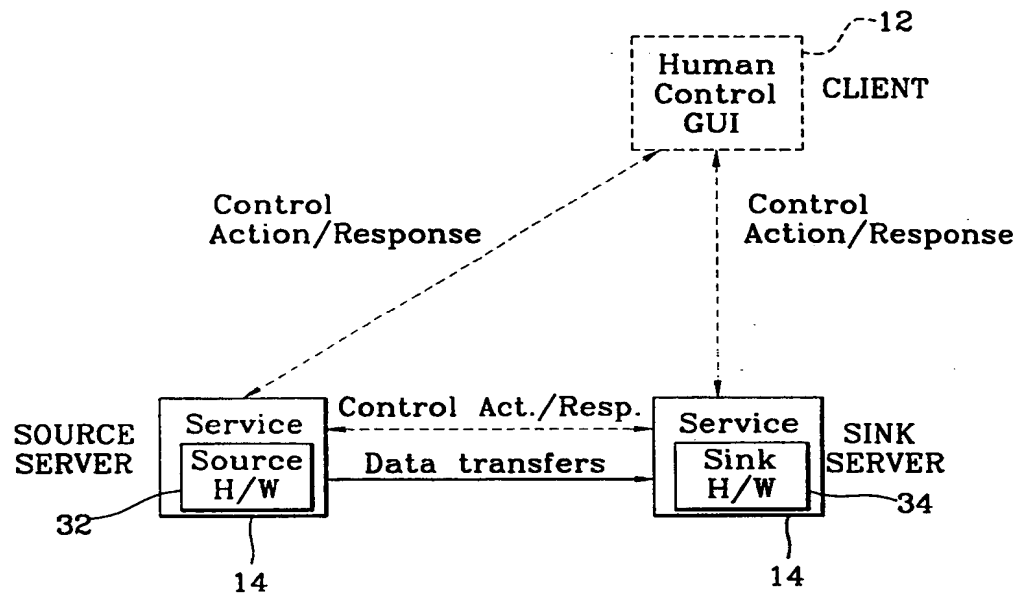 12
Human
Control
GUI
CLIENT
Control
Action/Response
Control
Action/Response
SOURCE
SERVER
Service
Source
H/W
Control Act./Resp.
Data transfers
Service
Sink
H/W
SINK
SERVER
32
34
14
14